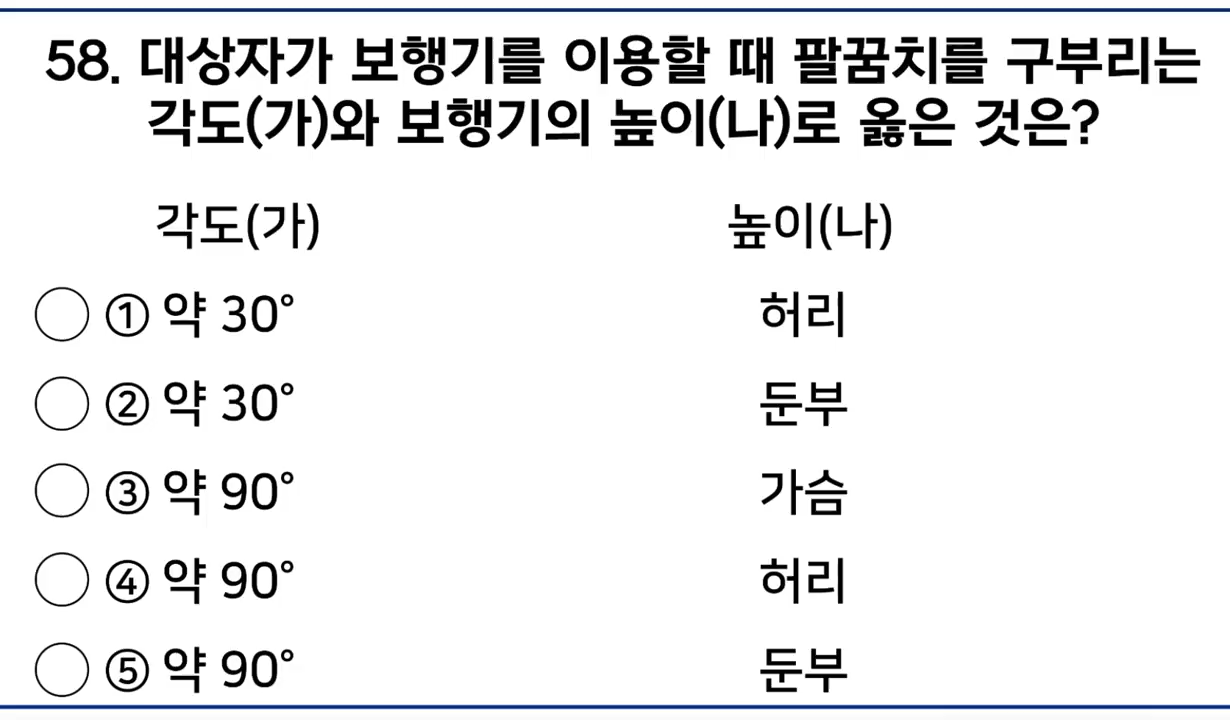 58. 대상자가 보행기를 이용할 때 팔꿈치를 구부리는
각도(가)와 보행기의 높이(나)로 옳은 것은?
각도(가) 높이(나)
① 약 30° 허리
② 약 30° 둔부
③ 약 90° 가슴
④ 약 90° 허리
⑤ 약 90° 둔부